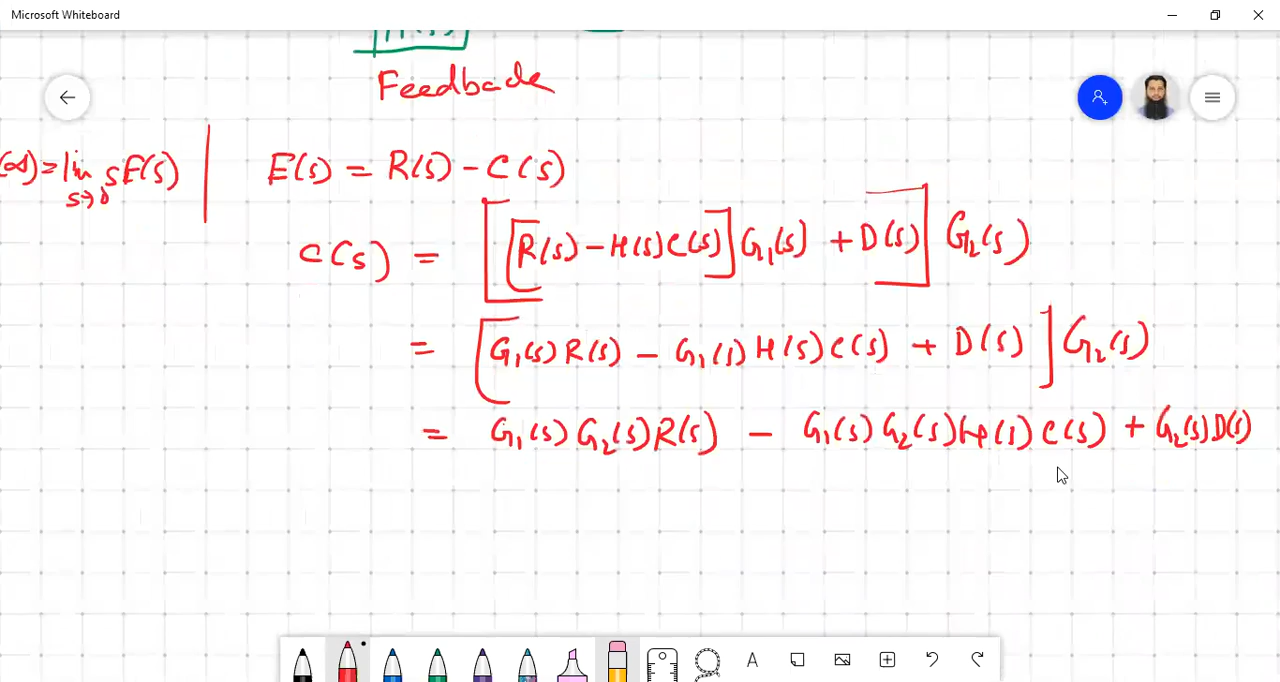 Microsoft Whiteboard
H(s)
Feedback
(∞) = lim sE(s)
s→0
E(s) = R(s) - C(s)
C(s) = [[R(s) - H(s)C(s)]G₁(s) + D(s)] G₂(s)
= [G₁(s)R(s) - G₁(s)H(s)C(s) + D(s)]G₂(s)
= G₁(s)G₂(s)R(s) - G₁(s)G₂(s)H(s)C(s) + G₂(s)D(s)
A